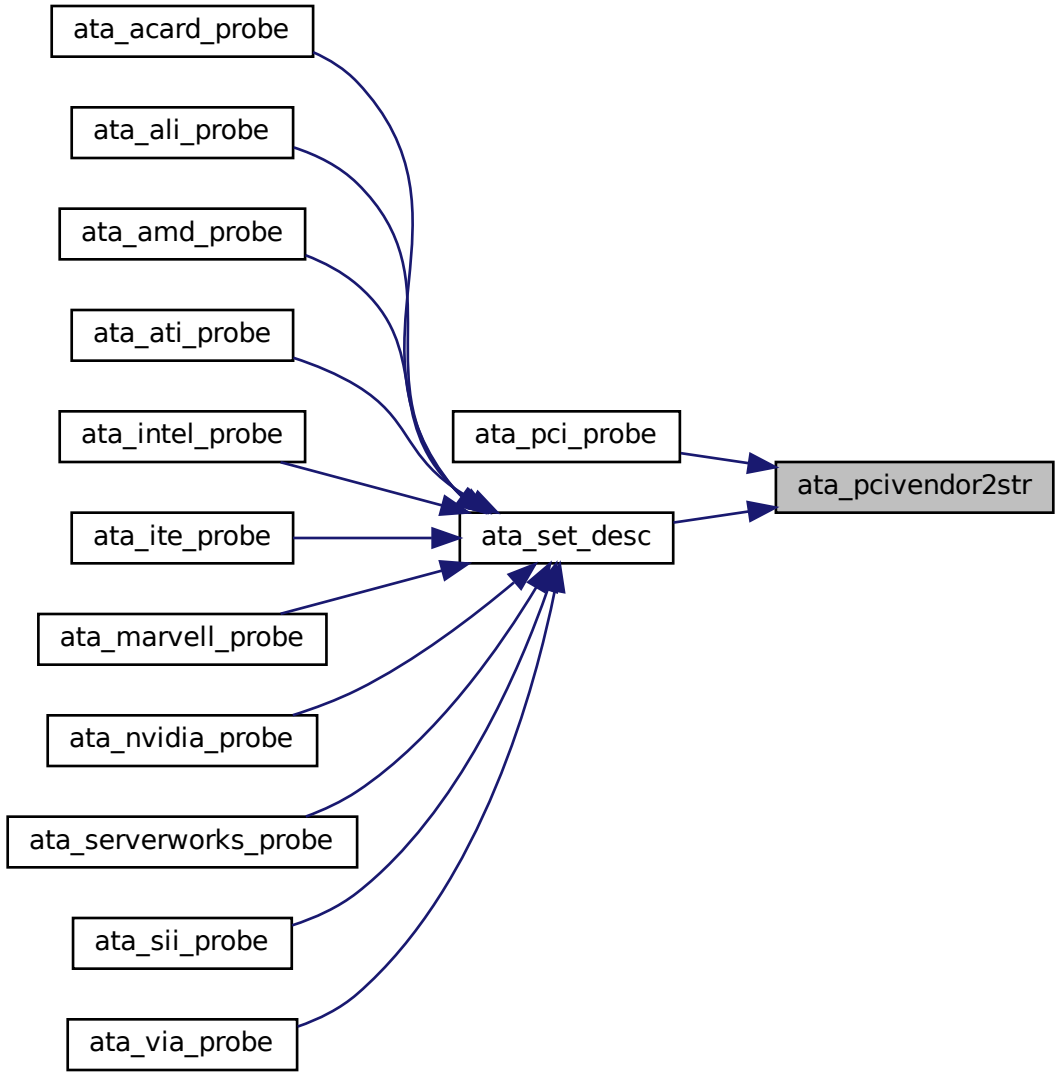 ata_acard_probe
ata_ali_probe
ata_amd_probe
ata_ati_probe
ata_intel_probe
ata_pci_probe
ata_pcivendor2str
ata_ite_probe
ata_set_desc
ata_marvell_probe
ata_nvidia_probe
ata_serverworks_probe
ata_sii_probe
ata_via_probe